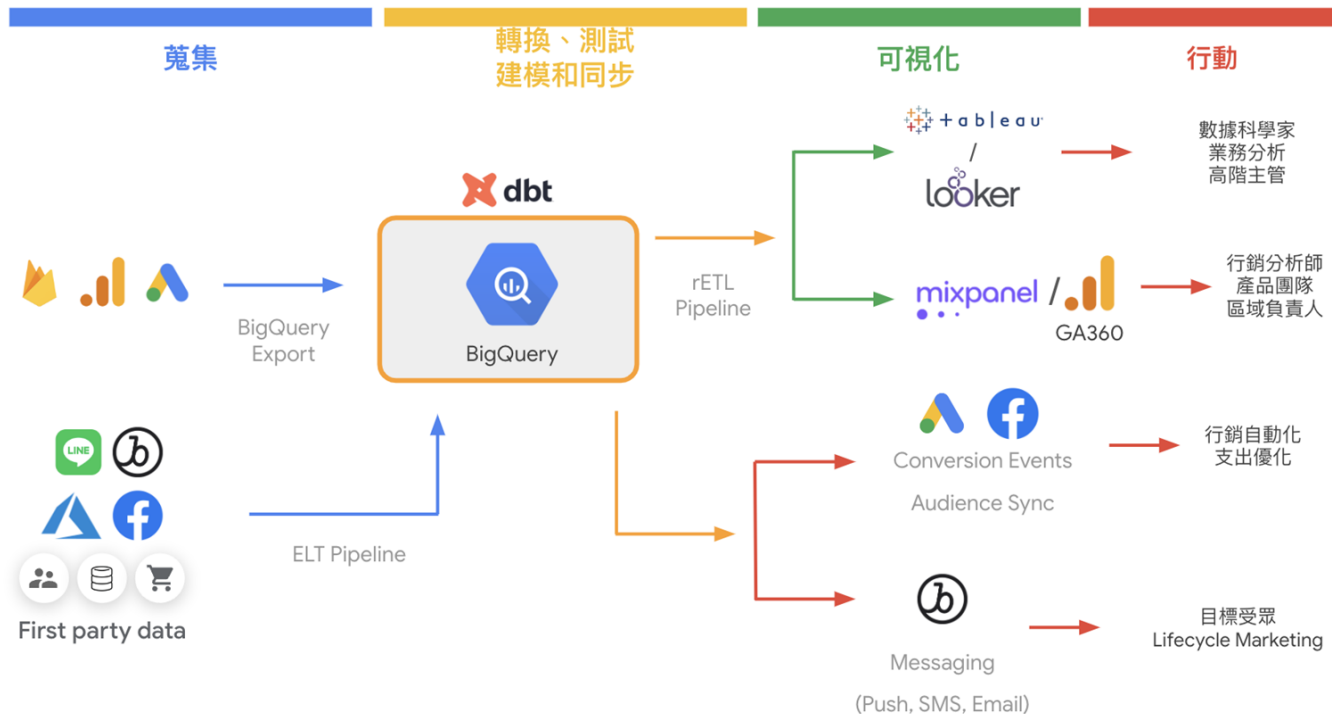 蒐集
轉換、測試
建模和同步
可視化
行動
BigQuery
Export
LINE
b
ELT Pipeline
First party data
dbt
BigQuery
rETL
Pipeline
+ableau
/
looker
數據科學家
業務分析
高階主管
mixpanel / 
GA360
行銷分析師
產品團隊
區域負責人
Conversion Events
Audience Sync
行銷自動化
支出優化
b
Messaging
(Push, SMS, Email)
目標受眾
Lifecycle Marketing